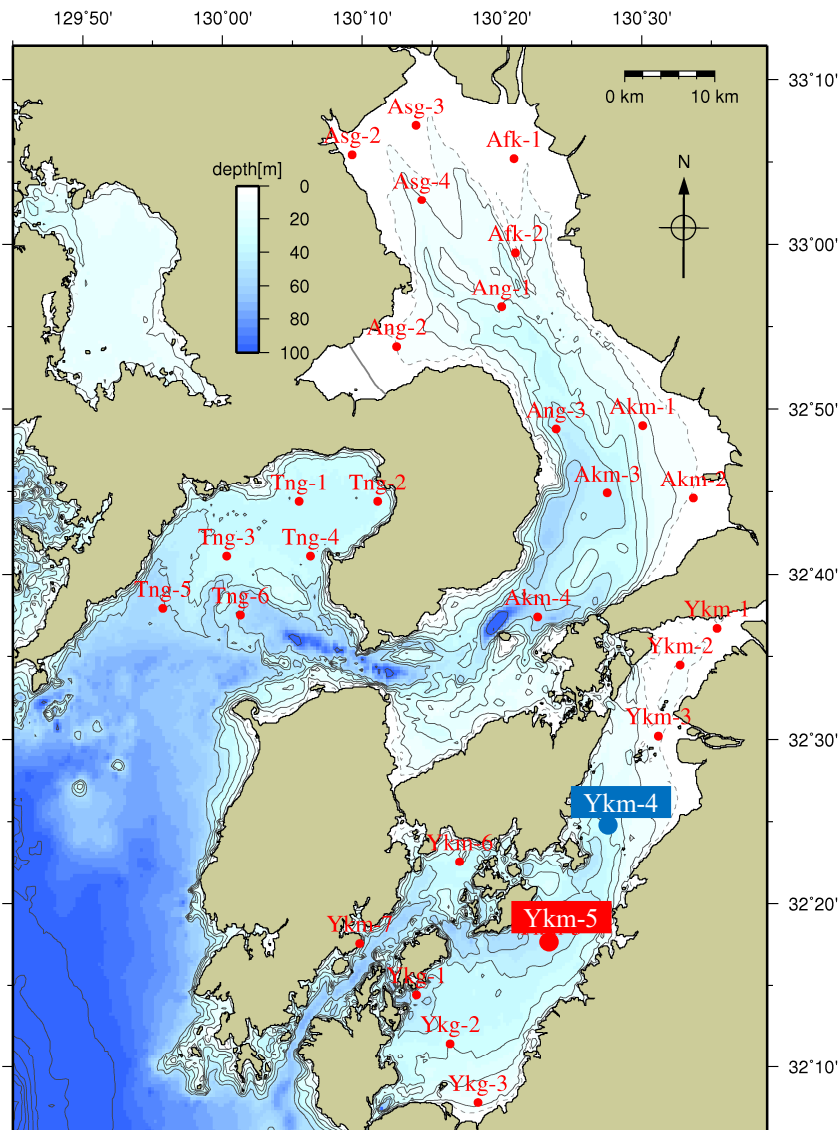 129˚50' 130˚00' 130˚10' 130˚20' 130˚30'
33˚10'
0 km 10 km
Asg-3
Asg-2
Afk-1
N
depth[m]
0
20
40
60
80
100
Asg-4
Afk-2
33˚00'
Ang-1
Ang-2
32˚50'
Ang-3
Akm-1
Akm-3
Akm-2
Tng-1
Tng-2
Tng-3
Tng-4
32˚40'
Tng-5
Tng-6
Akm-4
Ykm-1
Ykm-2
Ykm-3
32˚30'
Ykm-4
Ykm-6
32˚20'
Ykm-5
Ykm-7
Ykg-1
Ykg-2
32˚10'
Ykg-3